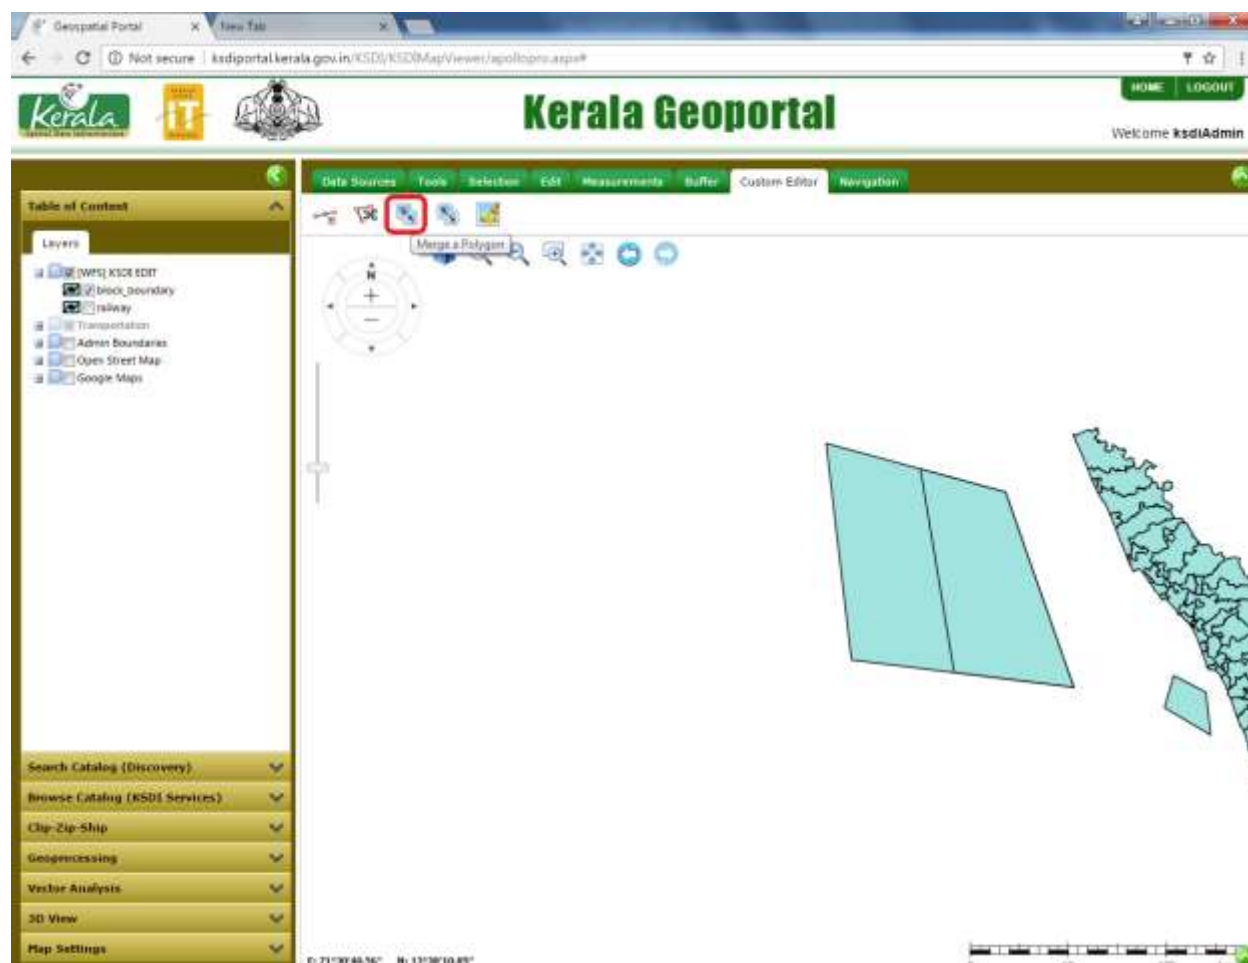 Geospatial Portal
New Tab
Not secure ksdiportal.kerala.gov.in/KSDI/KSDIMapViewer/apollopro.aspx#
HOME LOGOUT
Kerala
IT
Kerala Geoportal
Welcome ksdiAdmin
Data Sources Tools Selection Edit Measurements Buffer Custom Editor Navigation
Table of Content
Merge a Polygon
Layers
N
[WFS] KSDI EDIT
block_boundary
railway
Transportation
Admin Boundaries
Open Street Map
Google Maps
Search Catalog (Discovery)
Browse Catalog (KSDI Services)
Clip-Zip-Ship
Geoprocessing
Vector Analysis
3D View
Map Settings